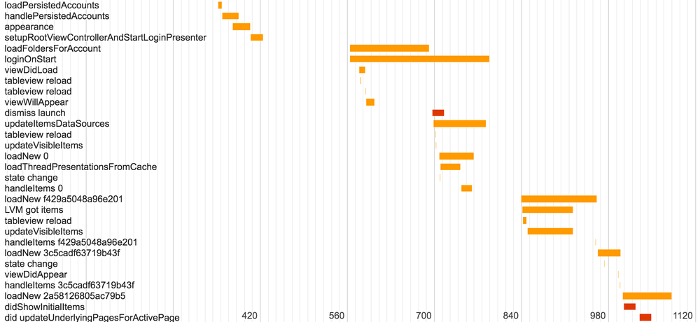 loadPersistedAccounts
handlePersistedAccounts
appearance
setupRootViewControllerAndStartLoginPresenter
loadFoldersForAccount
loginOnStart
viewDidLoad
tableview reload
tableview reload
viewWillAppear
dismiss launch
updateItemsDataSources
tableview reload
updateVisibleItems
loadNew 0
loadThreadPresentationsFromCache
state change
handleItems 0
loadNew f429a5048a96e201
LVM got items
tableview reload
updateVisibleItems
handleItems f429a5048a96e201
loadNew 3c5cadf63719b43f
state change
viewDidAppear
handleItems 3c5cadf63719b43f
loadNew 2a58126805ac79b5
didShowInitialItems
did updateUnderlyingPagesForActivePage
420 560 700 840 980 1120